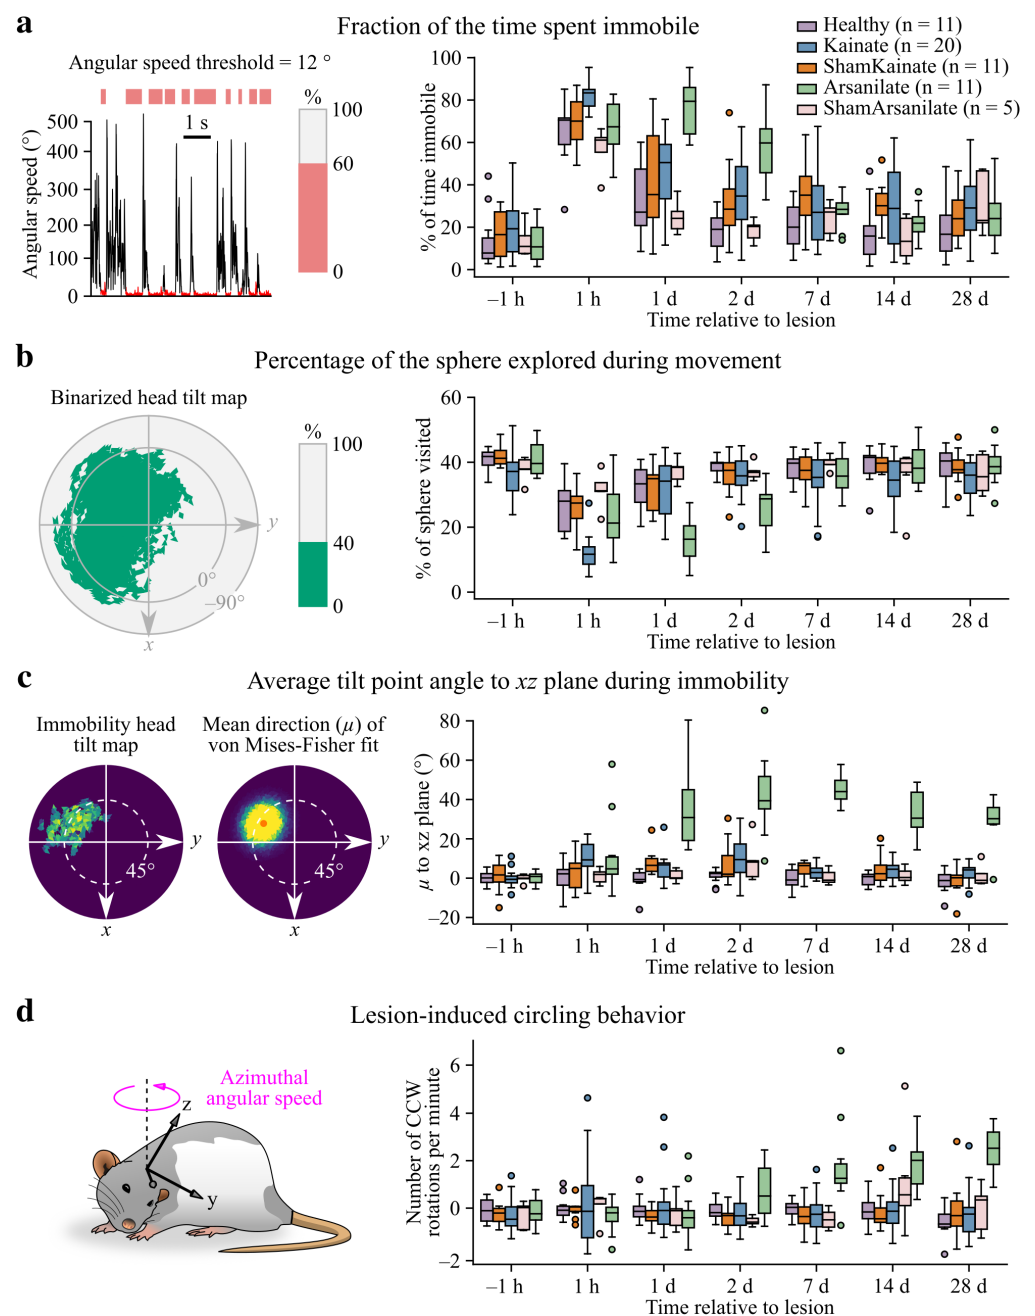 a
Fraction of the time spent immobile
Angular speed threshold = 12 °
1 s
Angular speed (°)
500
400
300
200
100
0
%
100
60
0
Healthy (n = 11)
Kainate (n = 20)
ShamKainate (n = 11)
Arsanilate (n = 11)
ShamArsanilate (n = 5)
% of time immobile
100
80
60
40
20
0
–1 h
1 h
1 d
2 d
7 d
14 d
28 d
Time relative to lesion
b
Percentage of the sphere explored during movement
Binarized head tilt map
y
0°
–90°
x
%
100
40
0
% of sphere visited
60
40
20
0
–1 h
1 h
1 d
2 d
7 d
14 d
28 d
Time relative to lesion
c
Average tilt point angle to xz plane during immobility
Immobility head
tilt map
y
45°
x
Mean direction (μ) of
von Mises-Fisher fit
y
45°
x
μ to xz plane (°)
80
60
40
20
0
–20
–1 h
1 h
1 d
2 d
7 d
14 d
28 d
Time relative to lesion
d
Lesion-induced circling behavior
Azimuthal
angular speed
z
y
Number of CCW
rotations per minute
6
4
2
0
–2
–1 h
1 h
1 d
2 d
7 d
14 d
28 d
Time relative to lesion